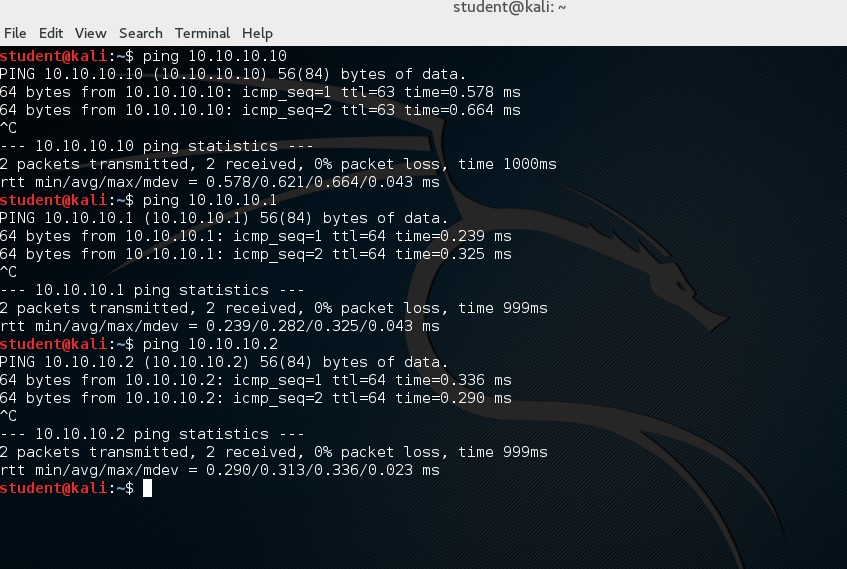 student@kali: ~
File Edit View Search Terminal Help
student@kali:~$ ping 10.10.10.10
PING 10.10.10.10 (10.10.10.10) 56(84) bytes of data.
64 bytes from 10.10.10.10: icmp_seq=1 ttl=63 time=0.578 ms
64 bytes from 10.10.10.10: icmp_seq=2 ttl=63 time=0.664 ms
^C
--- 10.10.10.10 ping statistics ---
2 packets transmitted, 2 received, 0% packet loss, time 1000ms
rtt min/avg/max/mdev = 0.578/0.621/0.664/0.043 ms
student@kali:~$ ping 10.10.10.1
PING 10.10.10.1 (10.10.10.1) 56(84) bytes of data.
64 bytes from 10.10.10.1: icmp_seq=1 ttl=64 time=0.239 ms
64 bytes from 10.10.10.1: icmp_seq=2 ttl=64 time=0.325 ms
^C
--- 10.10.10.1 ping statistics ---
2 packets transmitted, 2 received, 0% packet loss, time 999ms
rtt min/avg/max/mdev = 0.239/0.282/0.325/0.043 ms
student@kali:~$ ping 10.10.10.2
PING 10.10.10.2 (10.10.10.2) 56(84) bytes of data.
64 bytes from 10.10.10.2: icmp_seq=1 ttl=64 time=0.336 ms
64 bytes from 10.10.10.2: icmp_seq=2 ttl=64 time=0.290 ms
^C
--- 10.10.10.2 ping statistics ---
2 packets transmitted, 2 received, 0% packet loss, time 999ms
rtt min/avg/max/mdev = 0.290/0.313/0.336/0.023 ms
student@kali:~$